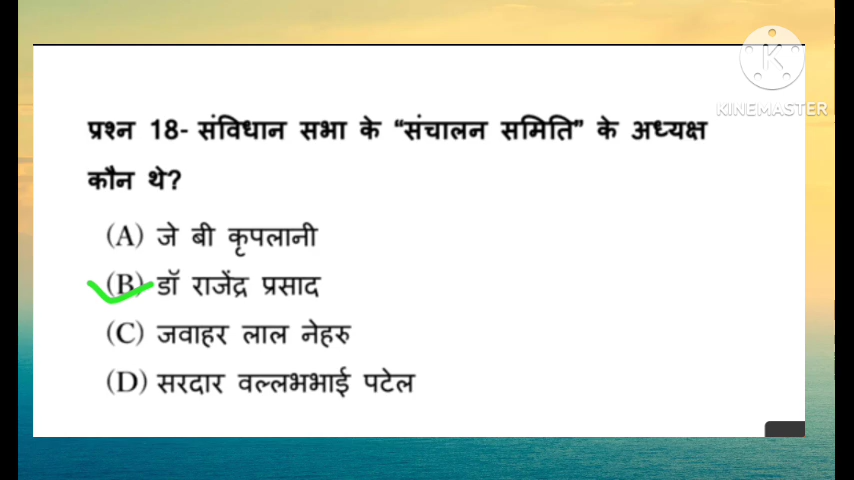 KINEMASTER
प्रश्न 18- संविधान सभा के “संचालन समिति” के अध्यक्ष
कौन थे?
(A) जे बी कृपलानी
(B) डॉ राजेंद्र प्रसाद
(C) जवाहर लाल नेहरु
(D) सरदार वल्लभभाई पटेल